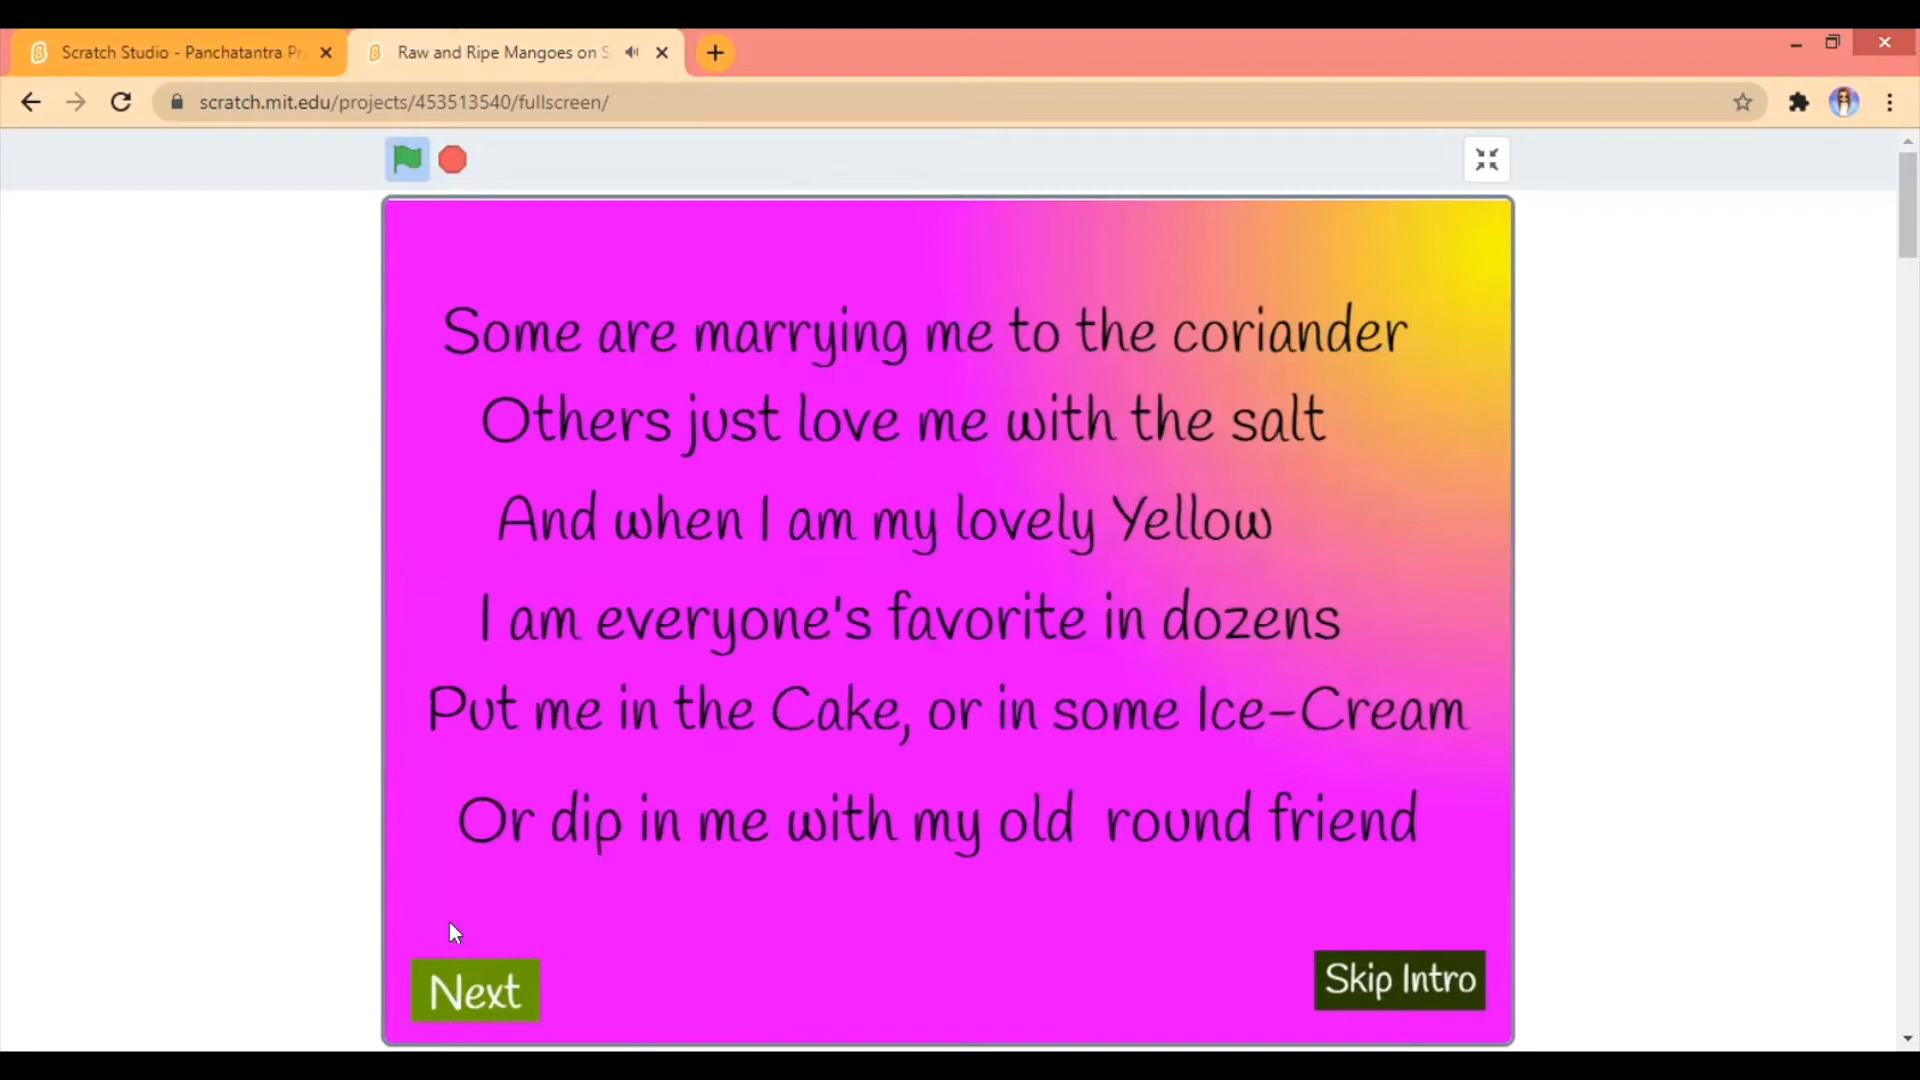 Scratch Studio - Panchatantra Pr
Raw and Ripe Mangoes on S
scratch.mit.edu/projects/453513540/fullscreen/
Some are marrying me to the coriander
Others just love me with the salt
And when I am my lovely Yellow
I am everyone's favorite in dozens
Put me in the Cake, or in some Ice-Cream
Or dip in me with my old round friend
Next
Skip Intro